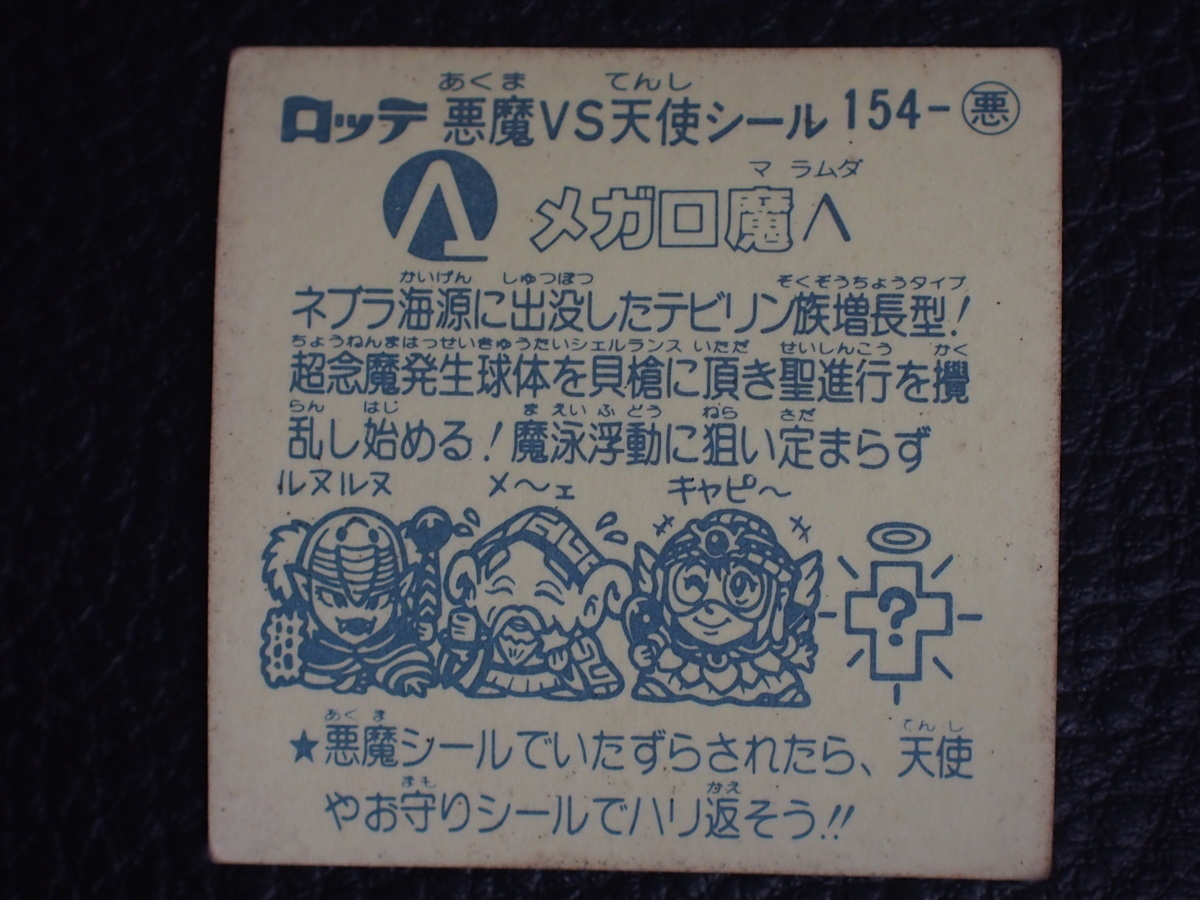 あくま てんし
ロッテ 悪魔VS天使シール 154-悪
マ ラムダ
メガロ魔Λ
かいげん しゅつぼつ ぞくぞうちょうタイプ
ネブラ海源に出没したテビリン族増長型!
ちょうねんまはっせいきゅうたいシェルランス いただ せいしんこう かく
超念魔発生球体を貝槍に頂き聖進行を攪
らん はじ まえいふどう ねら さだ
乱し始める!魔泳浮動に狙い定まらず
ルヌルヌ メ〜ェ キャピ〜
?
あくま てんし
★悪魔シールでいたずらされたら、天使
まも かえ
やお守りシールでハリ返そう!!